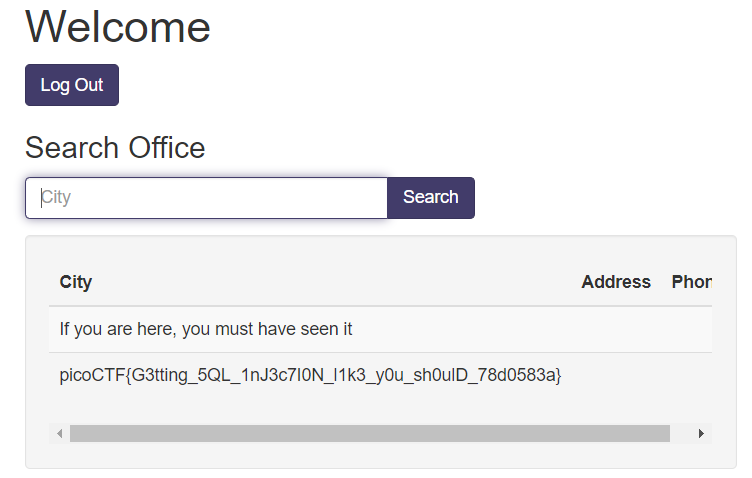 Welcome
Log Out
Search Office
City
Search
City Address Phor
If you are here, you must have seen it
picoCTF{G3tting_5QL_1nJ3c7I0N_l1k3_y0u_sh0ulD_78d0583a}